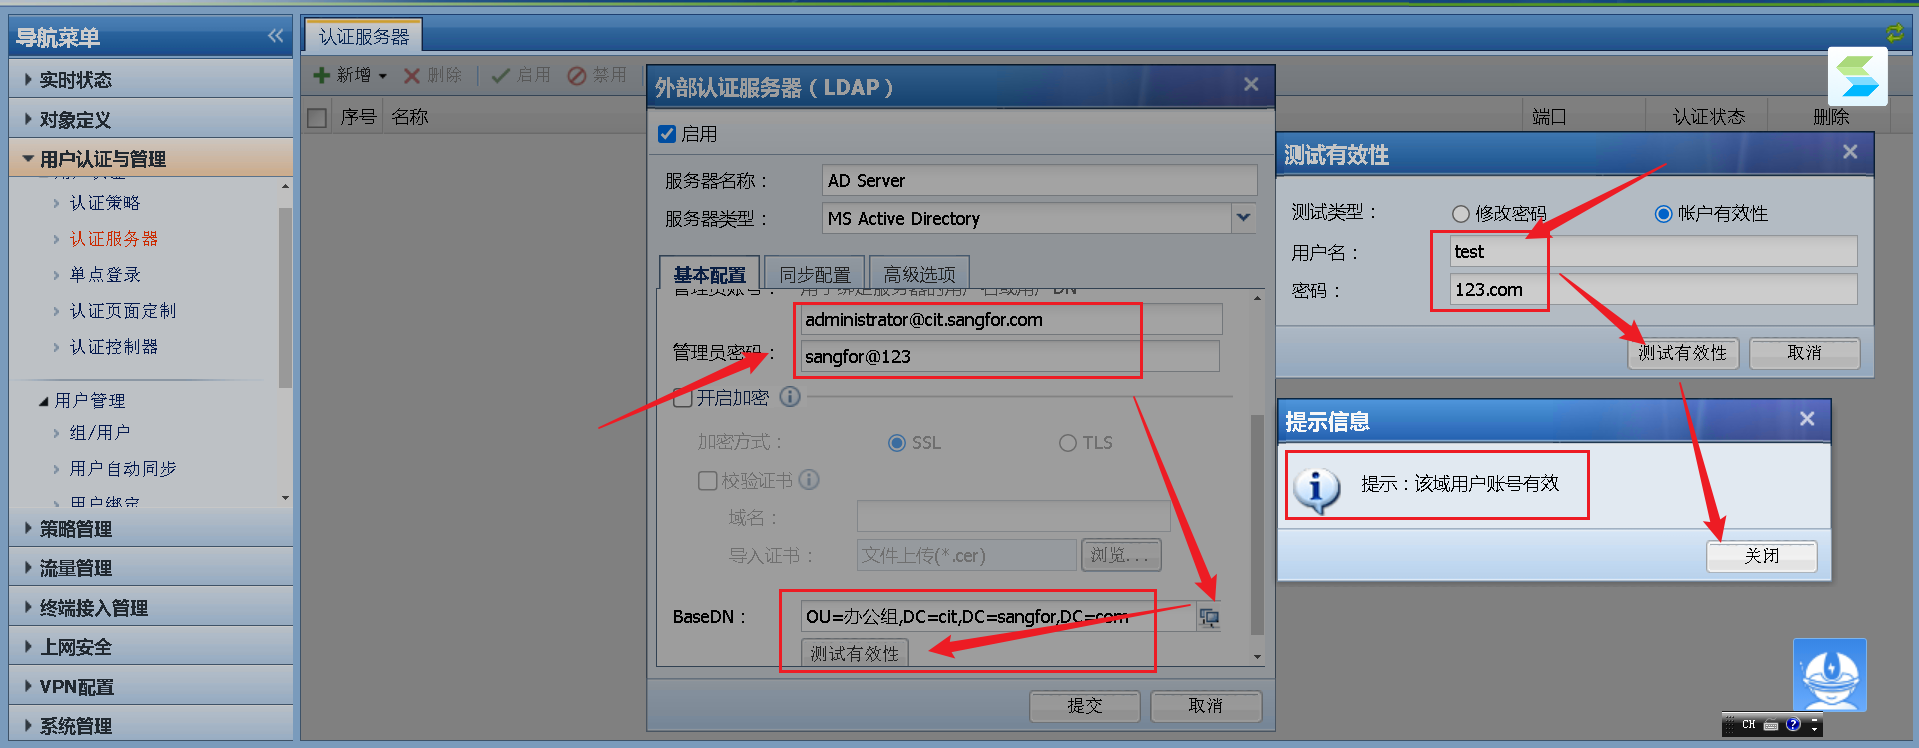 导航菜单
实时状态
对象定义
用户认证与管理
用户认证
认证策略
认证服务器
单点登录
认证页面定制
认证控制器
用户管理
组/用户
用户自动同步
用户绑定
策略管理
流量管理
终端接入管理
上网安全
VPN配置
系统管理
认证服务器
新增 删除 启用 禁用
序号 名称 端口 认证状态 删除
外部认证服务器(LDAP)
启用
服务器名称: AD Server
服务器类型: MS Active Directory
基本配置 同步配置 高级选项
管理员账号: 用于绑定服务器的用户名或用户DN
administrator@cit.sangfor.com
管理员密码: sangfor@123
开启加密
加密方式: SSL TLS
校验证书
域名:
导入证书: 文件上传(*.cer) 浏览...
BaseDN: OU=办公组,DC=cit,DC=sangfor,DC=com
测试有效性
提交 取消
测试有效性
测试类型: 修改密码 帐户有效性
用户名: test
密码: 123.com
测试有效性 取消
提示信息
提示:该域用户账号有效
关闭
CH